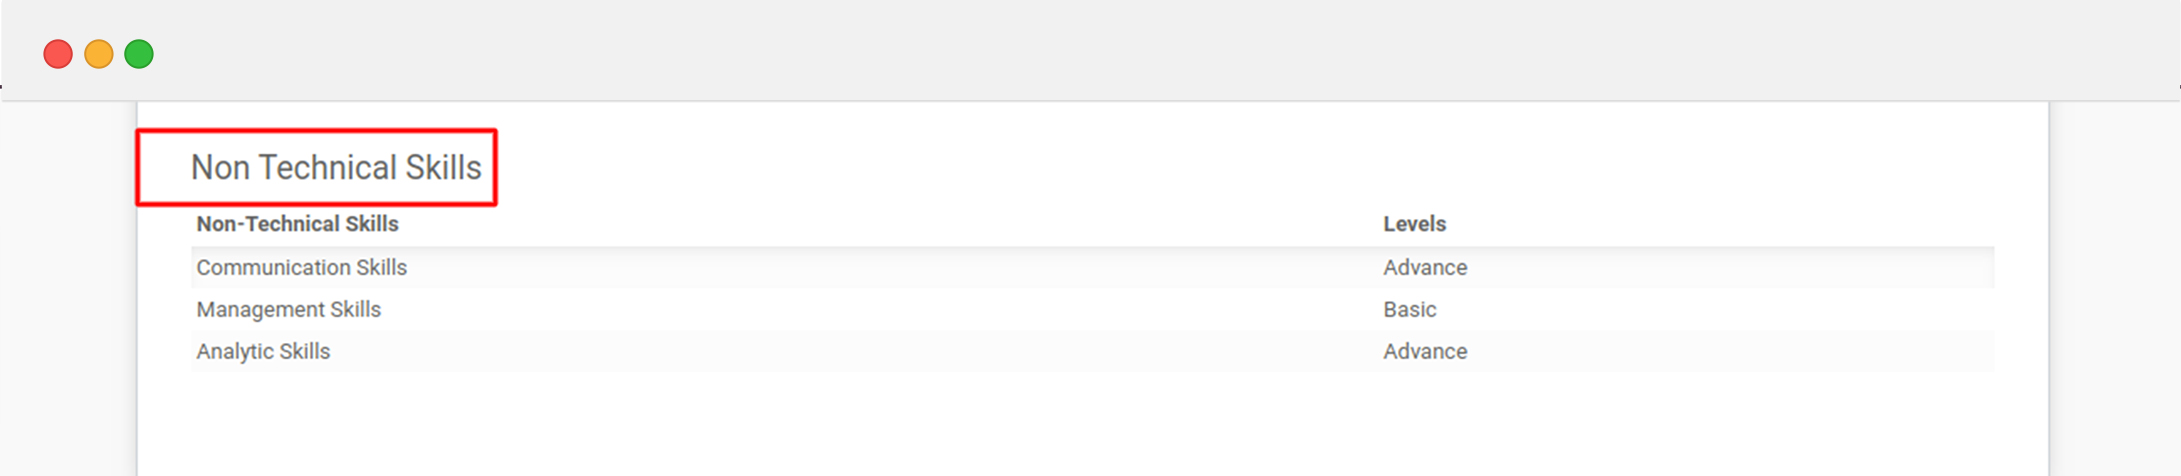 Non Technical Skills
Non-Technical Skills Levels
Communication Skills Advance
Management Skills Basic
Analytic Skills Advance